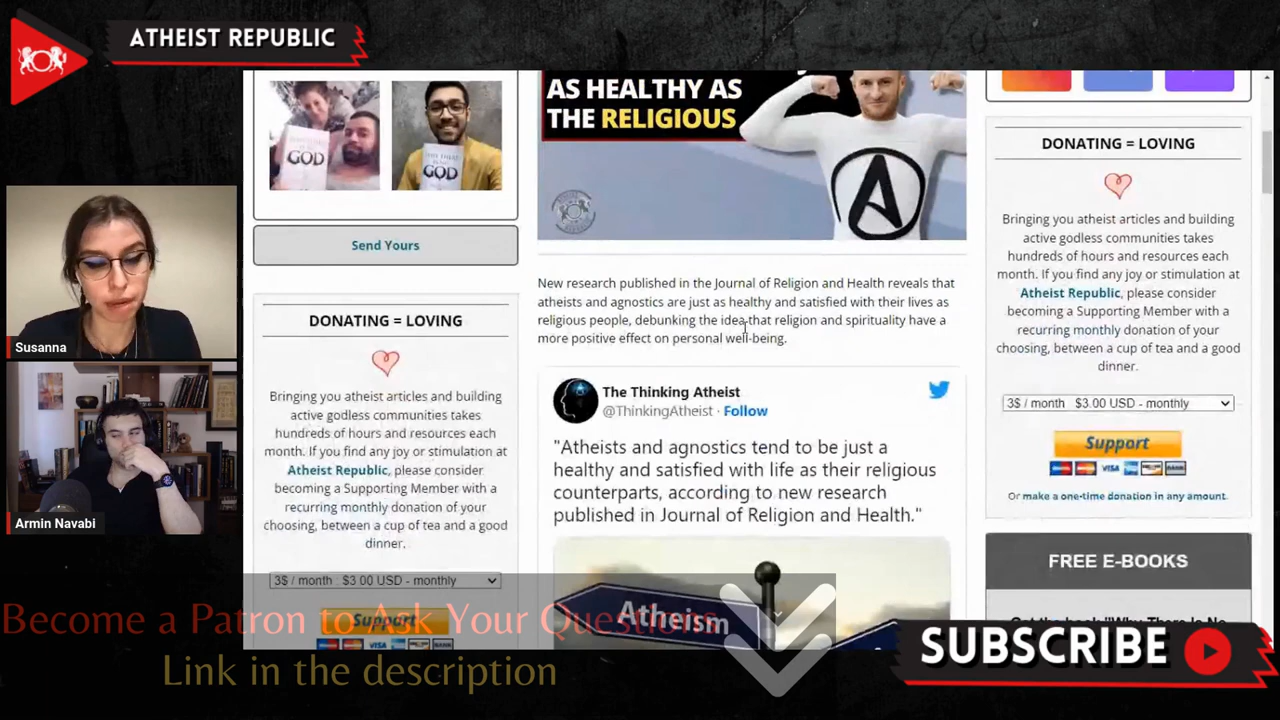 ATHEIST REPUBLIC
Susanna
Armin Navabi
GOD
GOD
Send Yours
DONATING = LOVING
Bringing you atheist articles and building
active godless communities takes
hundreds of hours and resources each
month. If you find any joy or stimulation at
Atheist Republic, please consider
becoming a Supporting Member with a
recurring monthly donation of your
choosing, between a cup of tea and a good
dinner.
3$ / month $3.00 USD - monthly
Support
AS HEALTHY AS
THE RELIGIOUS
A
New research published in the Journal of Religion and Health reveals that
atheists and agnostics are just as healthy and satisfied with their lives as
religious people, debunking the idea that religion and spirituality have a
more positive effect on personal well-being.
The Thinking Atheist
@ThinkingAtheist · Follow
"Atheists and agnostics tend to be just a
healthy and satisfied with life as their religious
counterparts, according to new research
published in Journal of Religion and Health."
Atheism
DONATING = LOVING
Bringing you atheist articles and building
active godless communities takes
hundreds of hours and resources each
month. If you find any joy or stimulation at
Atheist Republic, please consider
becoming a Supporting Member with a
recurring monthly donation of your
choosing, between a cup of tea and a good
dinner.
3$ / month $3.00 USD - monthly
Support
VISA
Or make a one-time donation in any amount.
FREE E-BOOKS
Become a Patron to Ask Your Questions
Link in the description
SUBSCRIBE